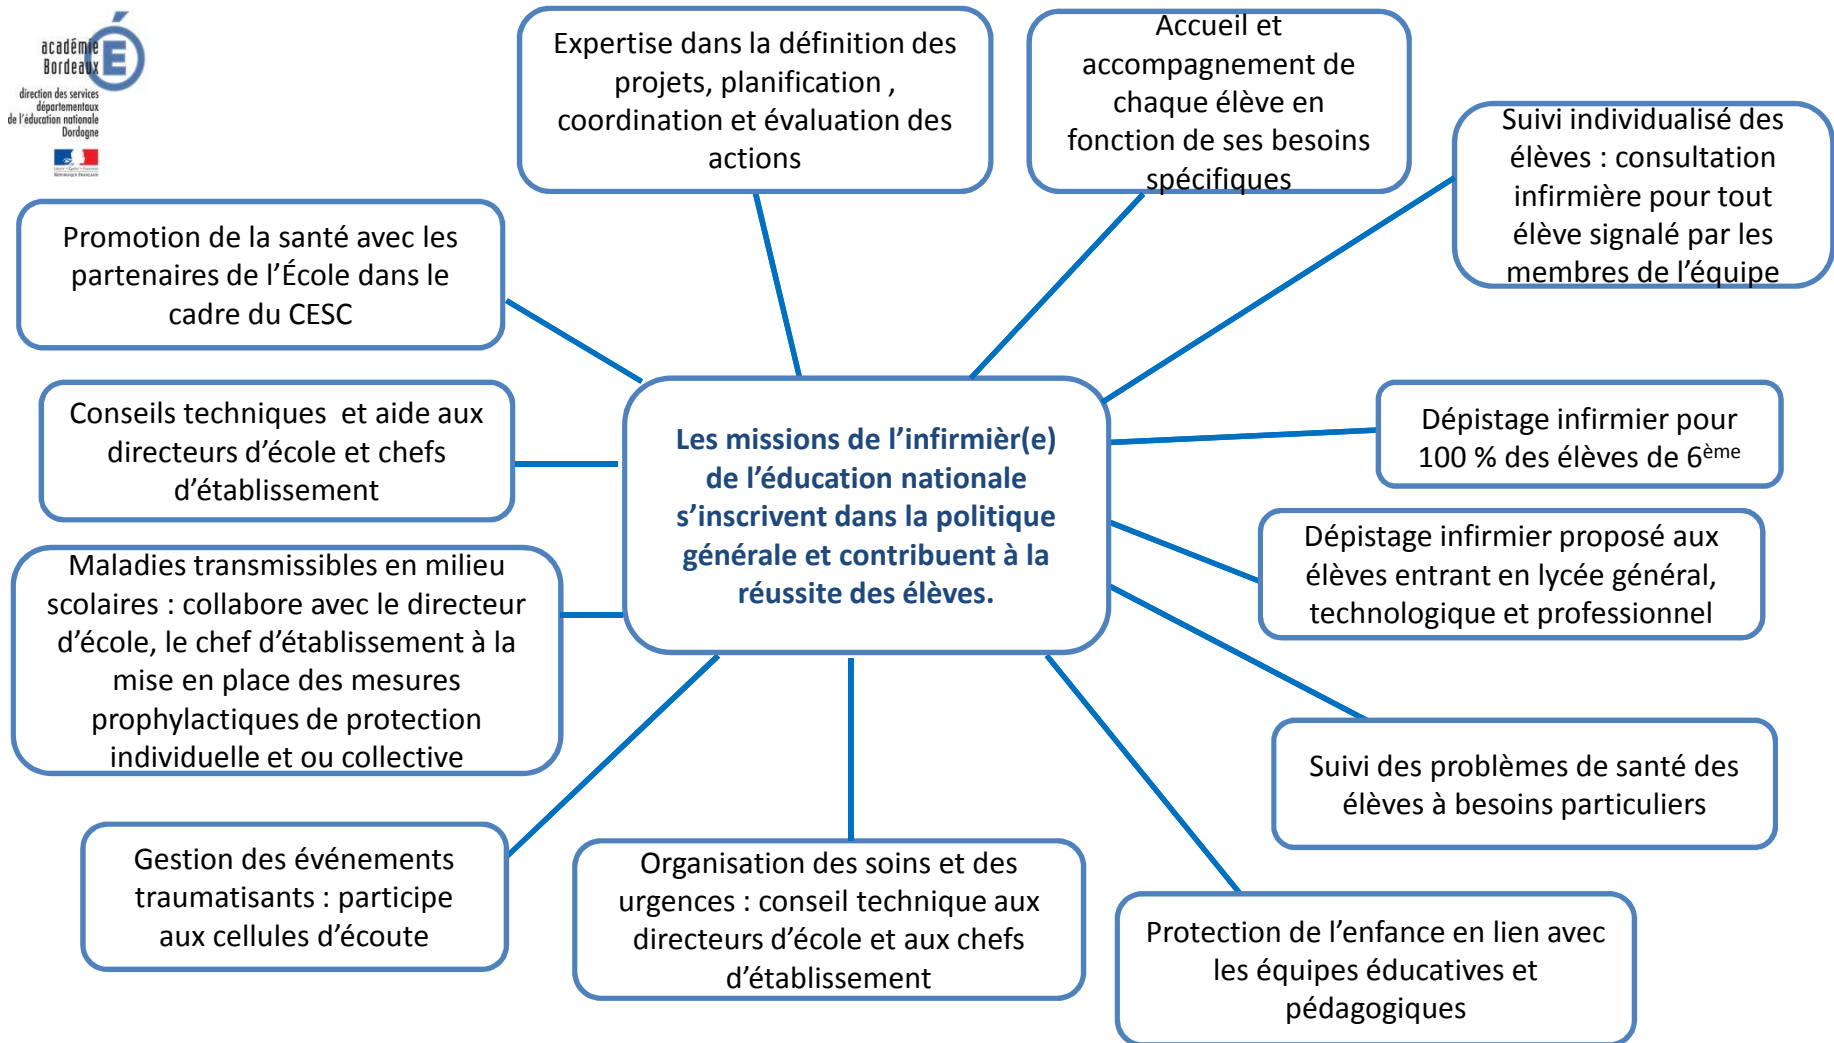 académie
Bordeaux
direction des services
départementaux
de l'éducation nationale
Dordogne
Liberté • Égalité • Fraternité
RÉPUBLIQUE FRANÇAISE
Expertise dans la définition des
projets, planification ,
coordination et évaluation des
actions
Accueil et
accompagnement de
chaque élève en
fonction de ses besoins
spécifiques
Suivi individualisé des
élèves : consultation
infirmière pour tout
élève signalé par les
membres de l’équipe
Promotion de la santé avec les
partenaires de l’École dans le
cadre du CESC
Conseils techniques  et aide aux
directeurs d’école et chefs
d’établissement
Les missions de l’infirmièr(e)
de l’éducation nationale
s’inscrivent dans la politique
générale et contribuent à la
réussite des élèves.
Dépistage infirmier pour
100 % des élèves de 6ème
Dépistage infirmier proposé aux
élèves entrant en lycée général,
technologique et professionnel
Maladies transmissibles en milieu
scolaires : collabore avec le directeur
d’école, le chef d’établissement à la
mise en place des mesures
prophylactiques de protection
individuelle et ou collective
Suivi des problèmes de santé des
élèves à besoins particuliers
Gestion des événements
traumatisants : participe
aux cellules d’écoute
Organisation des soins et des
urgences : conseil technique aux
directeurs d’école et aux chefs
d’établissement
Protection de l’enfance en lien avec
les équipes éducatives et
pédagogiques